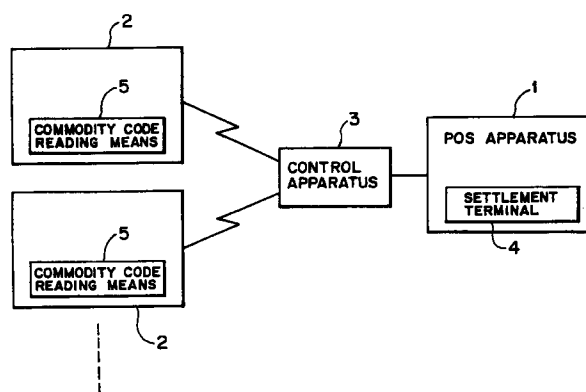 2
5
COMMODITY CODE
READING MEANS
3
CONTROL
APPARATUS
1
POS APPARATUS
SETTLEMENT
TERMINAL
4
5
COMMODITY CODE
READING MEANS
2